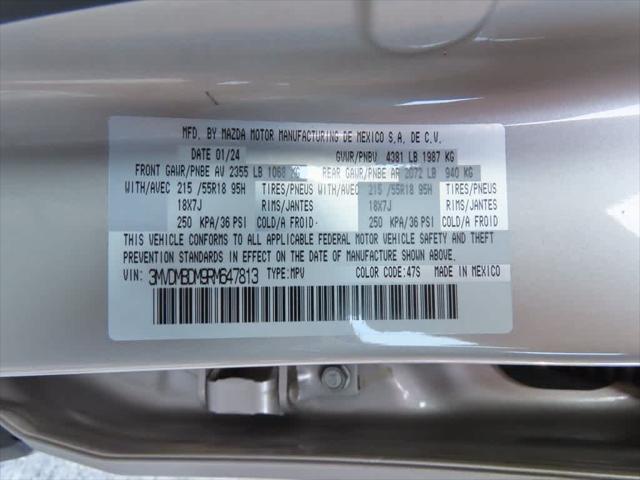 MFD. BY MAZDA MOTOR MANUFACTURING DE MEXICO S.A. DE C.V.
DATE 01/24 GVWR/PNBV 4381 LB 1987 KG
FRONT GAWR/PNBE AV 2355 LB 1068 KG REAR GAWR/PNBE AR 2072 LB 940 KG
WITH/AVEC 215 /55R18 95H TIRES/PNEUS WITH/AVEC 215 /55R18 95H TIRES/PNEUS
18X7J RIMS/JANTES 18X7J RIMS/JANTES
250 KPA/36 PSI COLD/A FROID 250 KPA/36 PSI COLD/A FROID
THIS VEHICLE CONFORMS TO ALL APPLICABLE FEDERAL MOTOR VEHICLE SAFETY AND THEFT
PREVENTION STANDARDS IN EFFECT ON THE DATE OF MANUFACTURE SHOWN ABOVE.
VIN: 3MVDMBDM9RM647813 TYPE:MPV COLOR CODE:47S MADE IN MEXICO